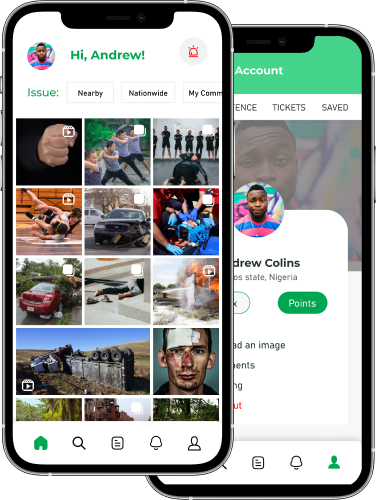 Hi, Andrew!
Issue:
Nearby
Nationwide
My Comm
Account
ENCE
TICKETS
SAVED
drew Colins
os state, Nigeria
Points
ad an image
ments
ng
ut